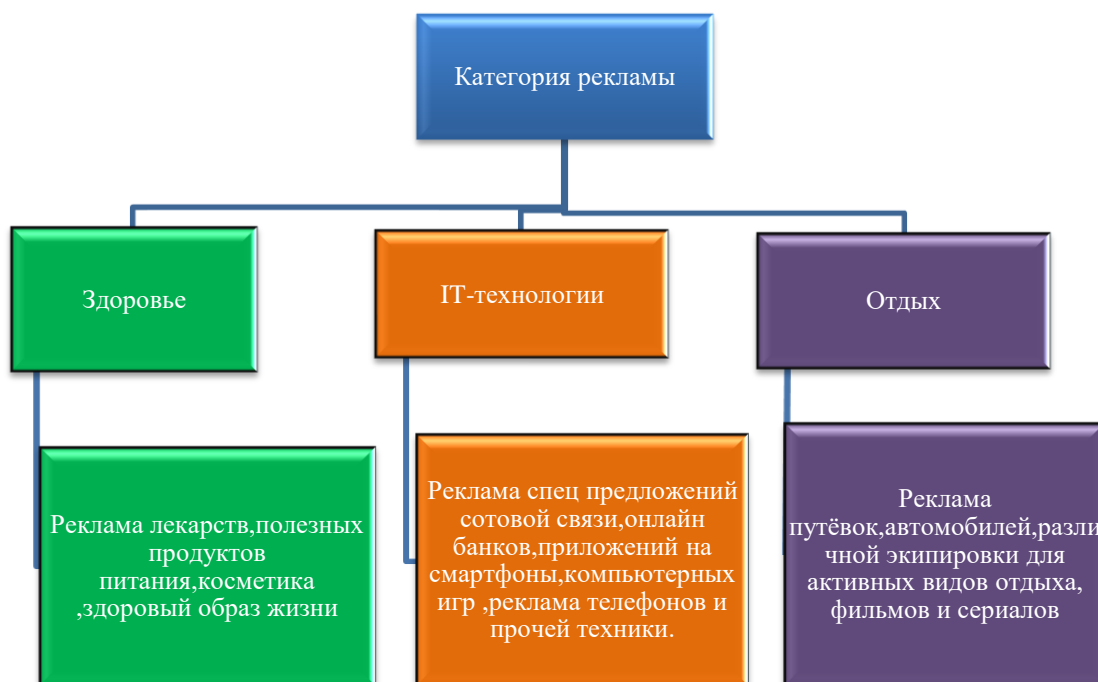 Категория рекламы
Здоровье
IT-технологии
Отдых
Реклама лекарств,полезных
продуктов
питания,косметика
,здоровый образ жизни
Реклама спец предложений
сотовой связи,онлайн
банков,приложений на
смартфоны,компьютерных
игр ,реклама телефонов и
прочей техники.
Реклама
путёвок,автомобилей,разли
чной экипировки для
активных видов отдыха,
фильмов и сериалов